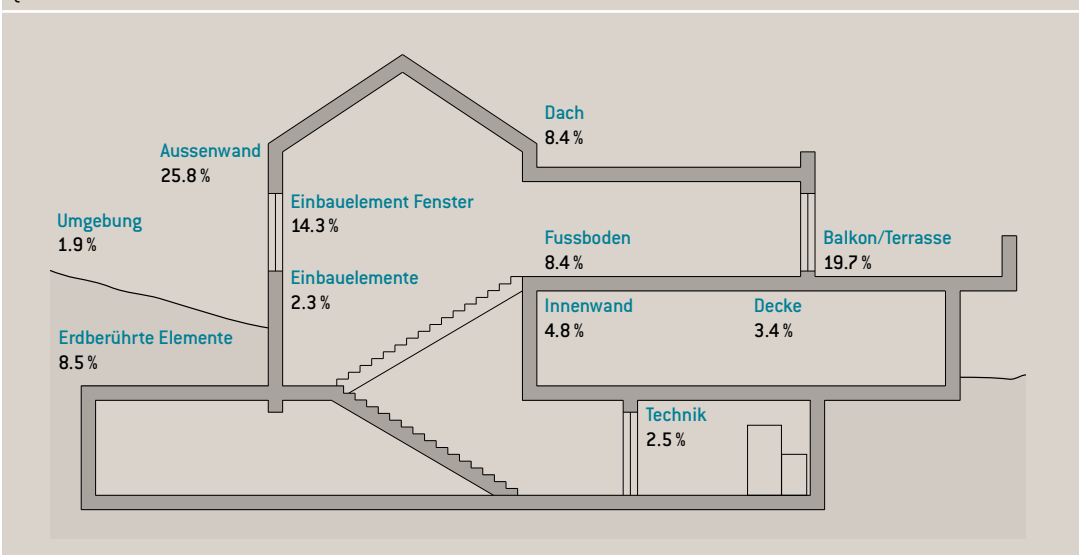 Dach
8.4 %
Aussenwand
25.8 %
Einbauelement Fenster
14.3 %
Umgebung
1.9 %
Fussboden
8.4 %
Balkon/Terrasse
19.7 %
Einbauelemente
2.3 %
Innenwand
4.8 %
Decke
3.4 %
Erdberührte Elemente
8.5 %
Technik
2.5 %